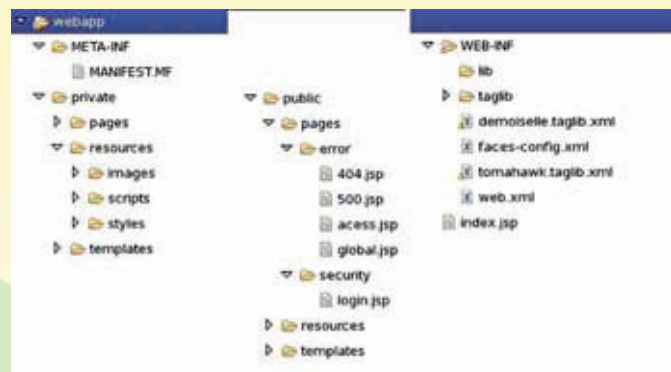 webapp
META-INF
MANIFEST.MF
private
pages
resources
images
scripts
styles
templates
public
pages
error
404.jsp
500.jsp
acess.jsp
global.jsp
security
login.jsp
resources
templates
WEB-INF
lib
taglib
demoiselle.taglib.xml
faces-config.xml
tomahawk.taglib.xml
web.xml
index.jsp